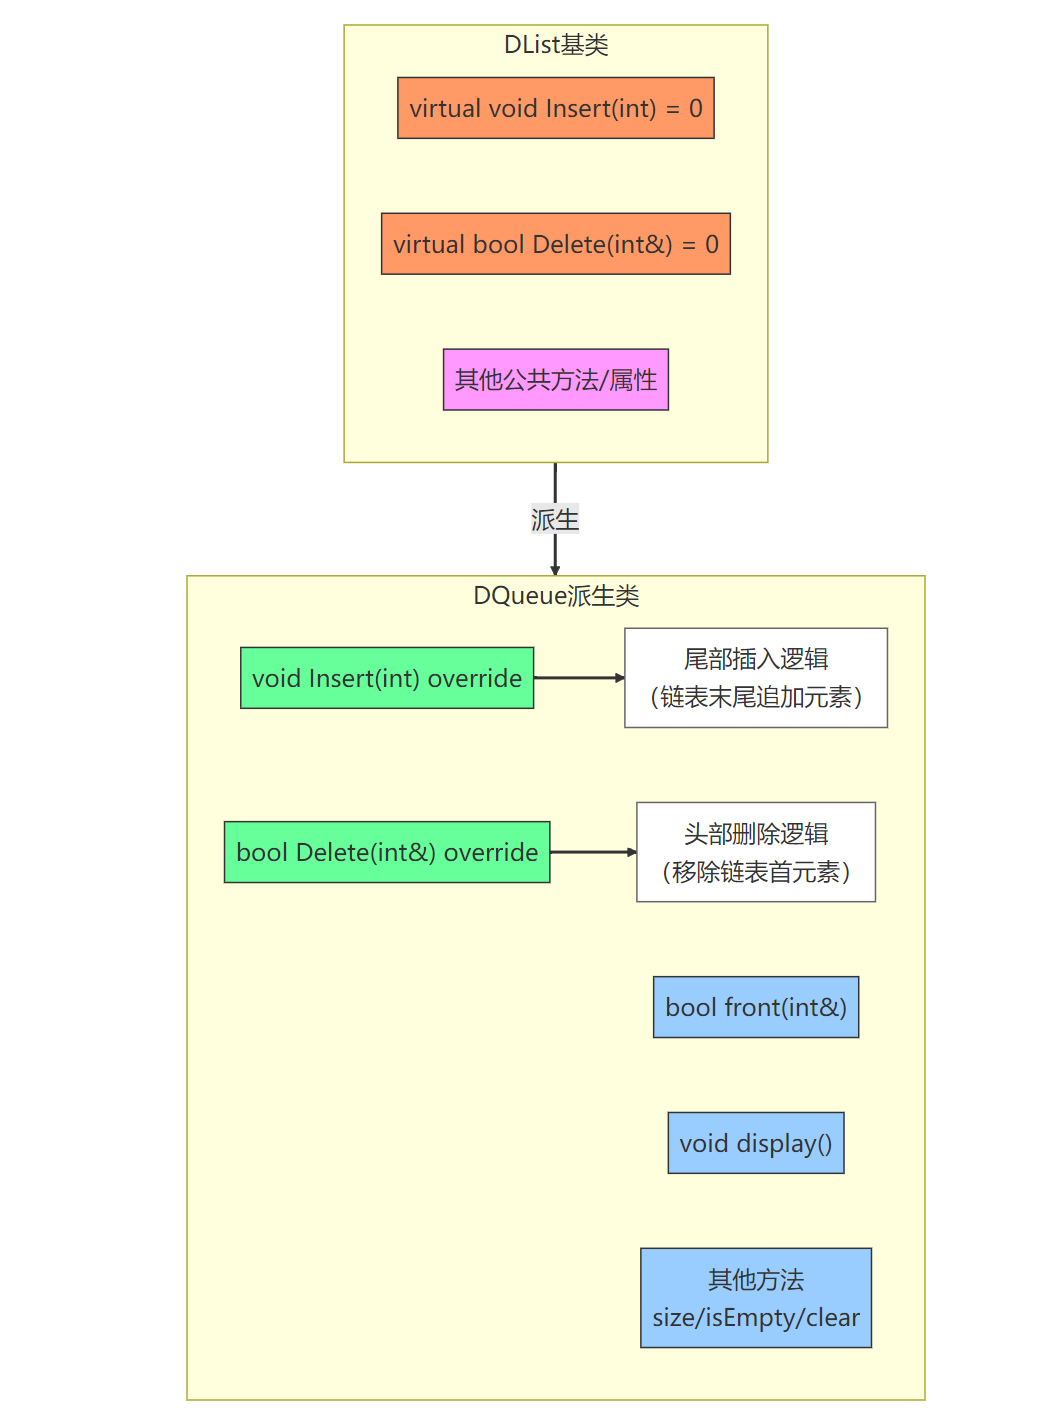 DList基类
virtual void Insert(int) = 0
virtual bool Delete(int&) = 0
其他公共方法/属性
派生
DQueue派生类
void Insert(int) override
尾部插入逻辑
（链表末尾追加元素）
bool Delete(int&) override
头部删除逻辑
（移除链表首元素）
bool front(int&)
void display()
其他方法
size/isEmpty/clear